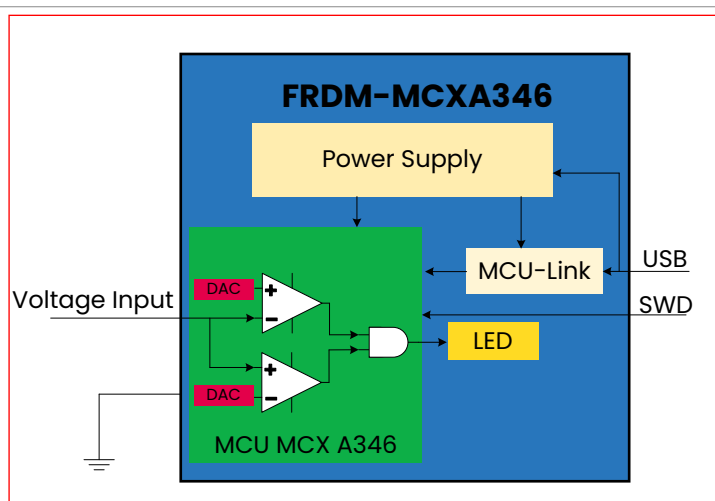 FRDM-MCXA346
Power Supply
USB
MCU-Link
DAC
+
Voltage Input
−
SWD
LED
+
DAC
−
MCU MCX A346